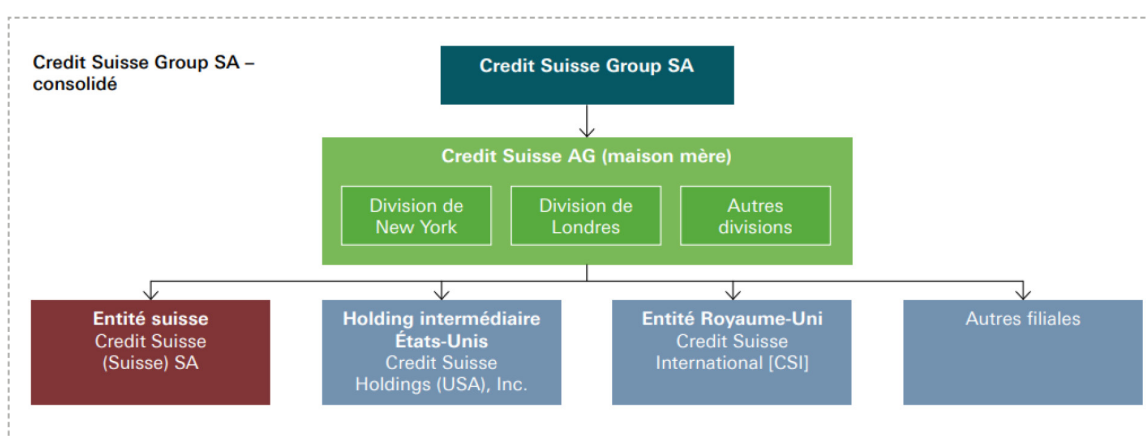 Credit Suisse Group SA –
consolidé
Credit Suisse Group SA
Credit Suisse AG (maison mère)
Division de
New York
Division de
Londres
Autres
divisions
Entité suisse
Credit Suisse
(Suisse) SA
Holding intermédiaire
États-Unis
Credit Suisse
Holdings (USA), Inc.
Entité Royaume-Uni
Credit Suisse
International [CSI]
Autres filiales